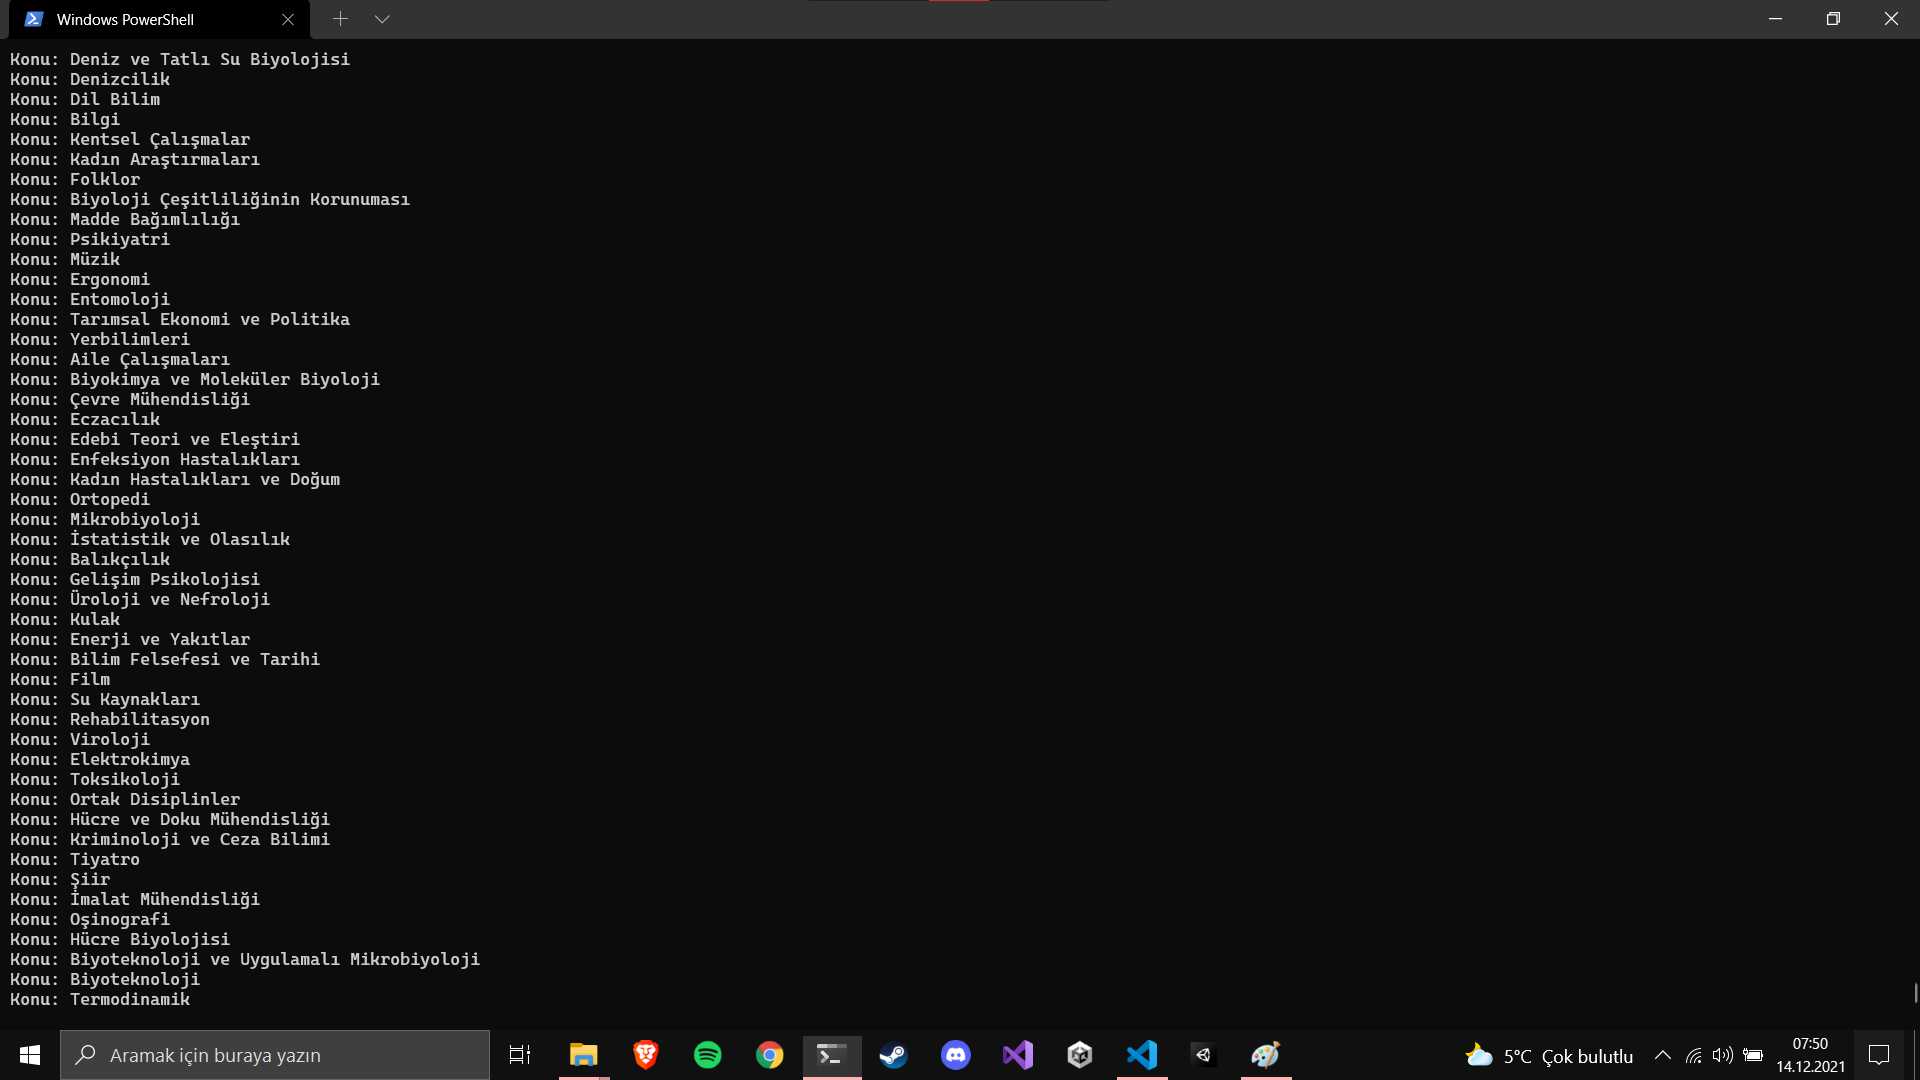 Windows PowerShell
Konu: Deniz ve Tatlı Su Biyolojisi
Konu: Denizcilik
Konu: Dil Bilim
Konu: Bilgi
Konu: Kentsel Çalışmalar
Konu: Kadın Araştırmaları
Konu: Folklor
Konu: Biyoloji Çeşitliliğinin Korunuması
Konu: Madde Bağımlılığı
Konu: Psikiyatri
Konu: Müzik
Konu: Ergonomi
Konu: Entomoloji
Konu: Tarımsal Ekonomi ve Politika
Konu: Yerbilimleri
Konu: Aile Çalışmaları
Konu: Biyokimya ve Moleküler Biyoloji
Konu: Çevre Mühendisliği
Konu: Eczacılık
Konu: Edebi Teori ve Eleştiri
Konu: Enfeksiyon Hastalıkları
Konu: Kadın Hastalıkları ve Doğum
Konu: Ortopedi
Konu: Mikrobiyoloji
Konu: İstatistik ve Olasılık
Konu: Balıkçılık
Konu: Gelişim Psikolojisi
Konu: Üroloji ve Nefroloji
Konu: Kulak
Konu: Enerji ve Yakıtlar
Konu: Bilim Felsefesi ve Tarihi
Konu: Film
Konu: Su Kaynakları
Konu: Rehabilitasyon
Konu: Viroloji
Konu: Elektrokimya
Konu: Toksikoloji
Konu: Ortak Disiplinler
Konu: Hücre ve Doku Mühendisliği
Konu: Kriminoloji ve Ceza Bilimi
Konu: Tiyatro
Konu: Şiir
Konu: İmalat Mühendisliği
Konu: Oşinografi
Konu: Hücre Biyolojisi
Konu: Biyoteknoloji ve Uygulamalı Mikrobiyoloji
Konu: Biyoteknoloji
Konu: Termodinamik
Aramak için buraya yazın
5°C Çok bulutlu
07:50
14.12.2021